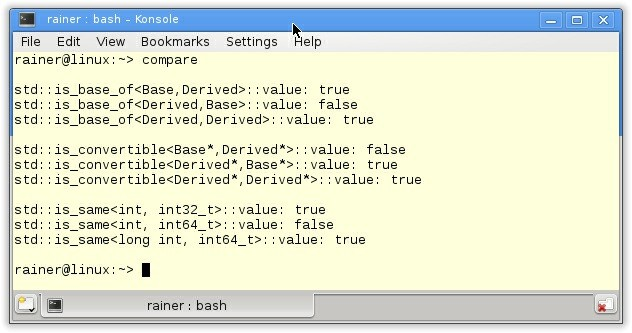 rainer : bash – Konsole
File Edit View Bookmarks Settings Help
rainer@linux:~> compare
std::is_base_of<Base,Derived>::value: true
std::is_base_of<Derived,Base>::value: false
std::is_base_of<Derived,Derived>::value: true
std::is_convertible<Base*,Derived*>::value: false
std::is_convertible<Derived*,Base*>::value: true
std::is_convertible<Derived*,Derived*>::value: true
std::is_same<int, int32_t>::value: true
std::is_same<int, int64_t>::value: false
std::is_same<long int, int64_t>::value: true
rainer@linux:~>
rainer : bash